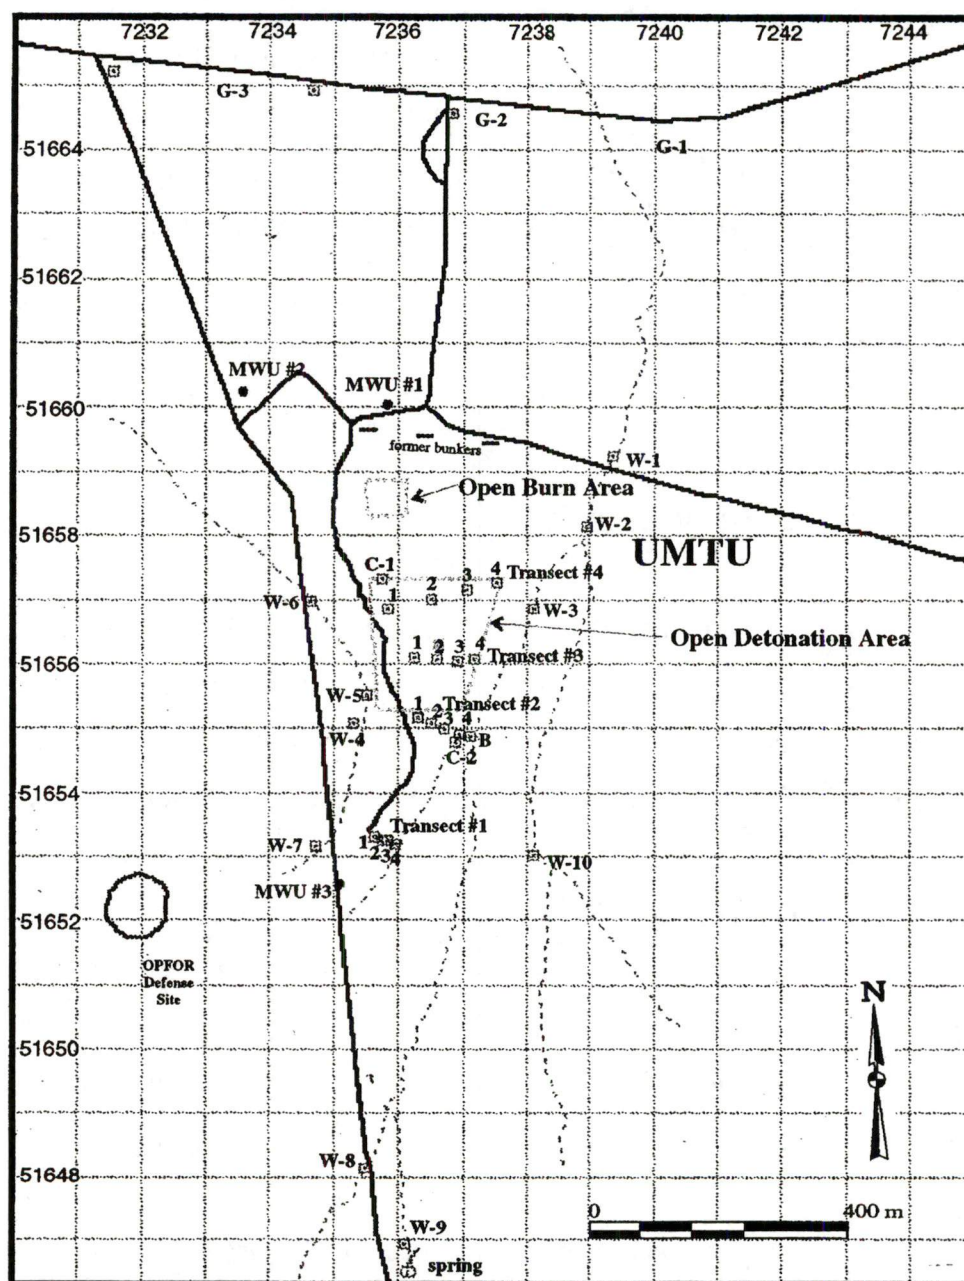 7232 7234 7236 7238 7240 7242 7244
G-3
G-2
G-1
51664
51662
MWU #2
MWU #1
51660
former bunkers
W-1
Open Burn Area
W-2
51658
UMTU
C-1
1 2 3 4 Transect #4
W-6
W-3
Open Detonation Area
51656
1 2 3 4 Transect #3
W-5
1 2 3 4 Transect #2
W-4
B
C-2
51654
Transect #1
1 2 3 4
W-7
W-10
MWU #3
51652
OPFOR
Defense
Site
N
51650
51648
W-8
0 400 m
W-9
spring